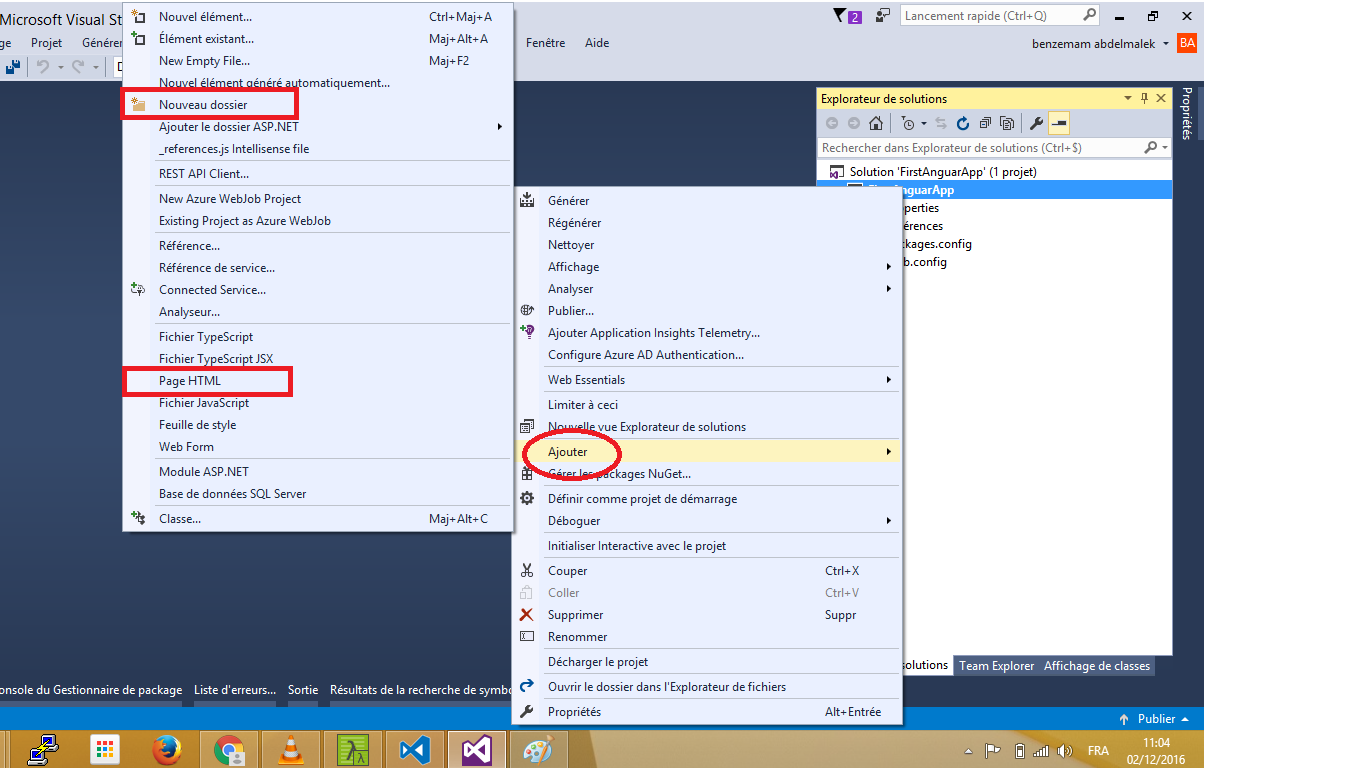 Microsoft Visual St
Lancement rapide (Ctrl+Q)
2
ge Projet Générer
Fenêtre Aide
benzemam abdelmalek BA
Nouvel élément... Ctrl+Maj+A
Élément existant... Maj+Alt+A
New Empty File... Maj+F2
Nouvel élément généré automatiquement...
Nouveau dossier
Ajouter le dossier ASP.NET
_references.js Intellisense file
REST API Client...
New Azure WebJob Project
Existing Project as Azure WebJob
Référence...
Référence de service...
Connected Service...
Analyseur...
Fichier TypeScript
Fichier TypeScript JSX
Page HTML
Fichier JavaScript
Feuille de style
Web Form
Module ASP.NET
Base de données SQL Server
Classe... Maj+Alt+C
Générer
Régénérer
Nettoyer
Affichage
Analyser
Publier...
Ajouter Application Insights Telemetry...
Configure Azure AD Authentication...
Web Essentials
Limiter à ceci
Nouvelle vue Explorateur de solutions
Ajouter
Gérer les packages NuGet...
Définir comme projet de démarrage
Déboguer
Initialiser Interactive avec le projet
Couper Ctrl+X
Coller Ctrl+V
Supprimer Suppr
Renommer
Décharger le projet
Ouvrir le dossier dans l'Explorateur de fichiers
Propriétés Alt+Entrée
Explorateur de solutions
Rechercher dans Explorateur de solutions (Ctrl+$)
Solution 'FirstAnguarApp' (1 projet)
FirstAnguarApp
perties
érences
kages.config
b.config
Propriétés
solutions Team Explorer Affichage de classes
onsole du Gestionnaire de package Liste d'erreurs... Sortie Résultats de la recherche de symbo
Publier
FRA
11:04
02/12/2016